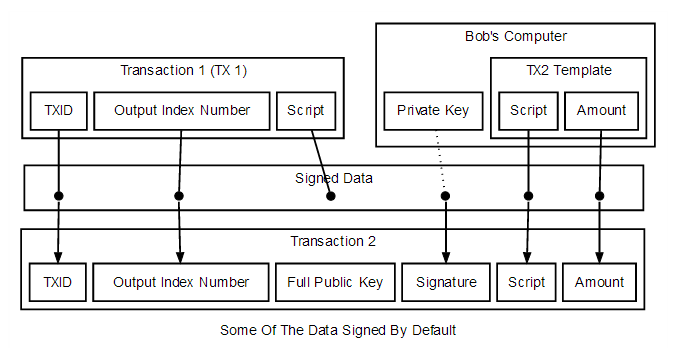 Bob's Computer
Transaction 1 (TX 1)
TX2 Template
TXID
Output Index Number
Script
Private Key
Script
Amount
Signed Data
Transaction 2
TXID
Output Index Number
Full Public Key
Signature
Script
Amount
Some Of The Data Signed By Default